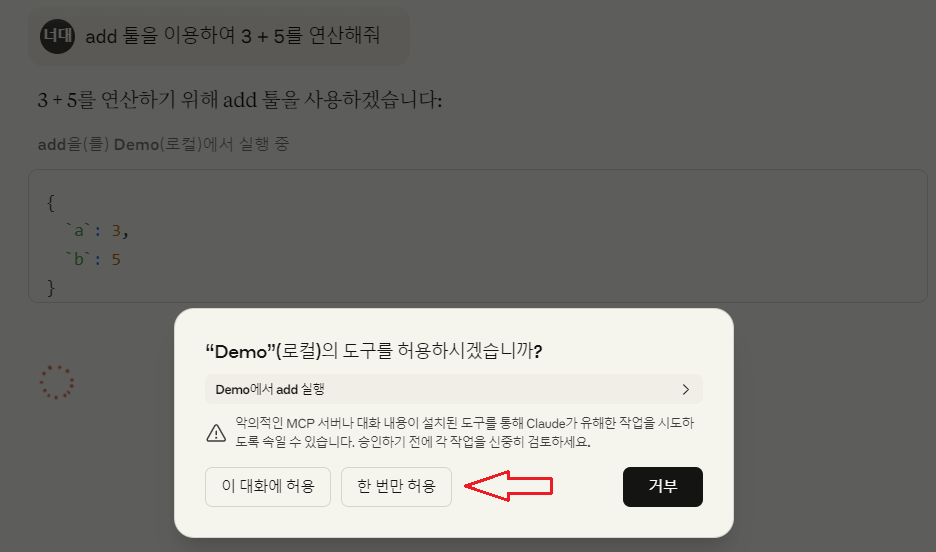 너대 add 툴을 이용하여 3 + 5를 연산해줘
3 + 5를 연산하기 위해 add 툴을 사용하겠습니다:
add을(를) Demo(로컬)에서 실행 중
{
`a`: 3,
`b`: 5
}
“Demo”(로컬)의 도구를 허용하시겠습니까?
Demo에서 add 실행
악의적인 MCP 서버나 대화 내용이 설치된 도구를 통해 Claude가 유해한 작업을 시도하
도록 속일 수 있습니다. 승인하기 전에 각 작업을 신중히 검토하세요.
이 대화에 허용 한 번만 허용 거부